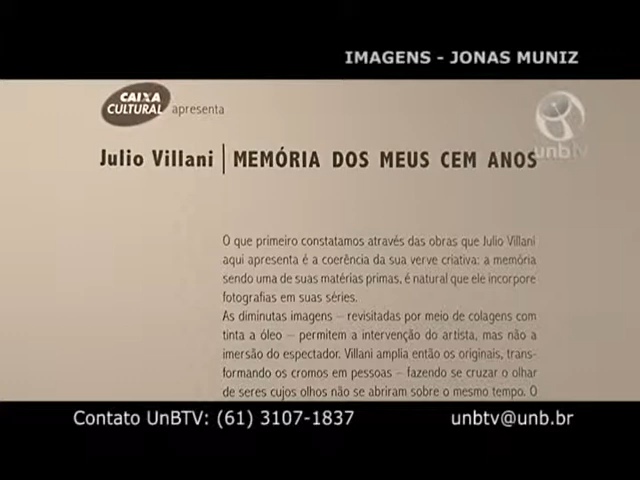 IMAGENS - JONAS MUNIZ
CAIXA
CULTURAL apresenta
unbtv
Julio Villani | MEMÓRIA DOS MEUS CEM ANOS
O que primeiro constatamos através das obras que Julio Villani
aqui apresenta é a coerência da sua verve criativa: a memória
sendo uma de suas matérias primas, é natural que ele incorpore
fotografias em suas séries.
As diminutas imagens – revisitadas por meio de colagens com
tinta a óleo – permitem a intervenção do artista, mas não a
imersão do espectador. Villani amplia então os originais, trans-
formando os cromos em pessoas – fazendo se cruzar o olhar
de seres cujos olhos não se abriram sobre o mesmo tempo. O
Contato UnBTV: (61) 3107-1837
unbtv@unb.br